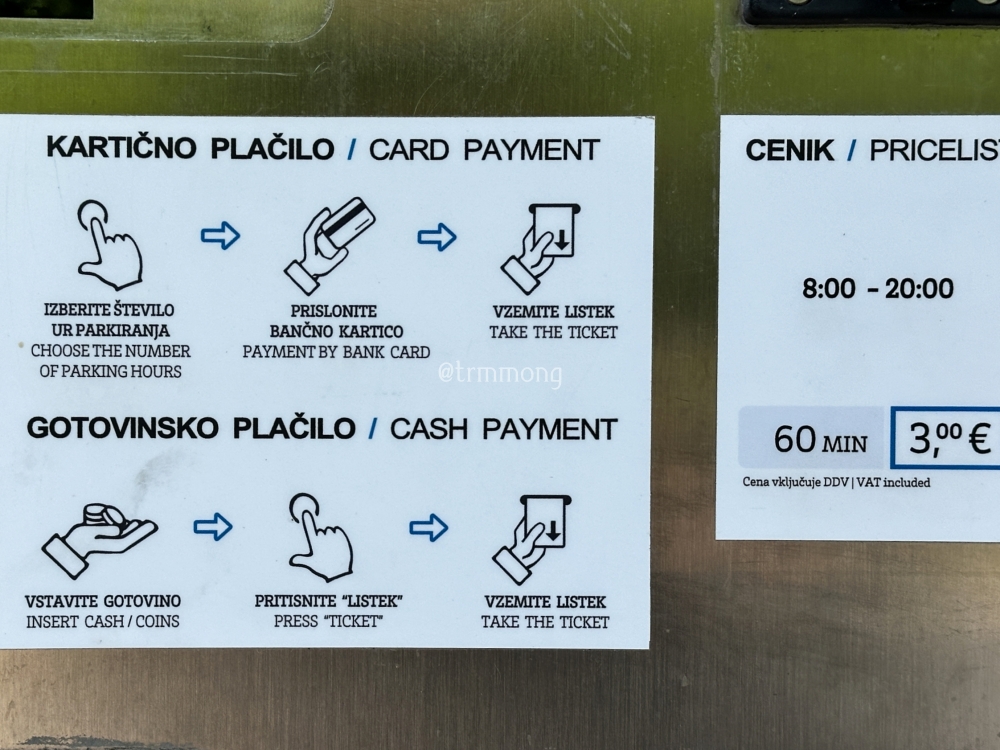 KARTIČNO PLAČILO / CARD PAYMENT
IZBERITE ŠTEVILO
UR PARKIRANJA
CHOOSE THE NUMBER
OF PARKING HOURS
PRISLONITE
BANČNO KARTICO
PAYMENT BY BANK CARD
VZEMITE LISTEK
TAKE THE TICKET
@trmmong
GOTOVINSKO PLAČILO / CASH PAYMENT
VSTAVITE GOTOVINO
INSERT CASH / COINS
PRITISNITE “LISTEK”
PRESS “TICKET”
VZEMITE LISTEK
TAKE THE TICKET
CENIK / PRICELIS
8:00 - 20:00
60 MIN 3,00 €
Cena vključuje DDV | VAT included